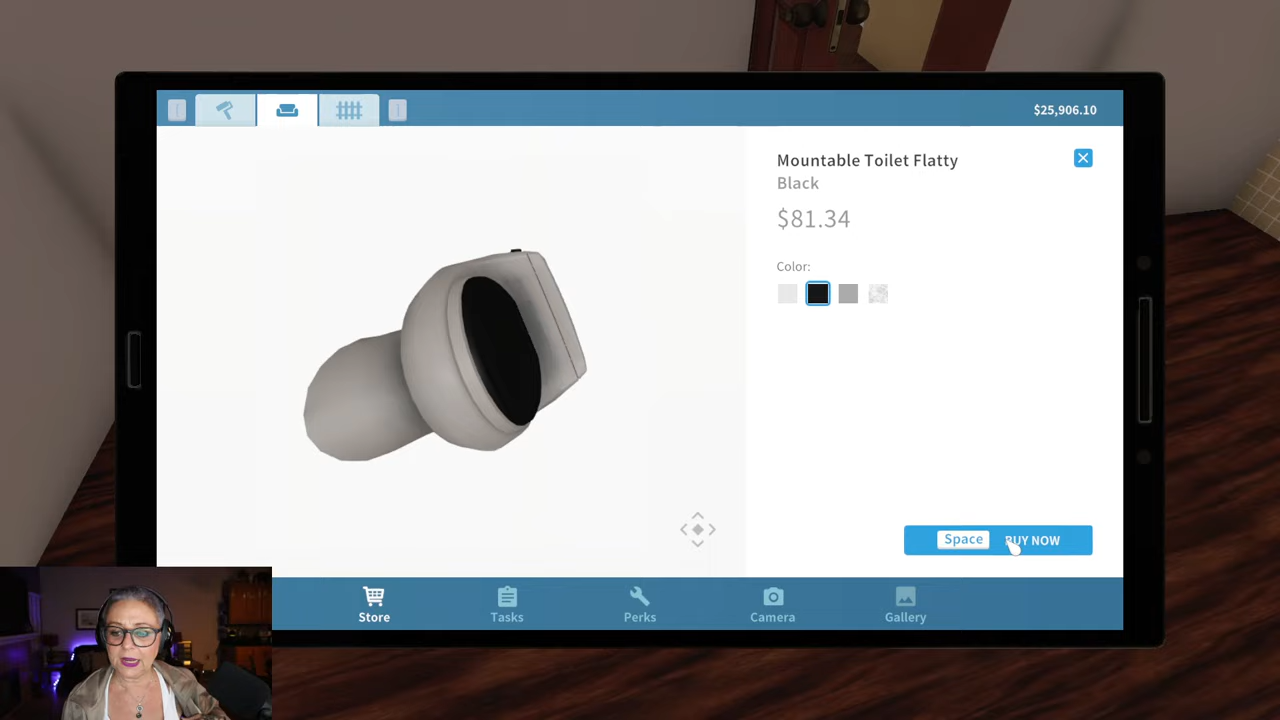 $25,906.10
Mountable Toilet Flatty
Black
$81.34
Color:
Space BUY NOW
Store Tasks Perks Camera Gallery